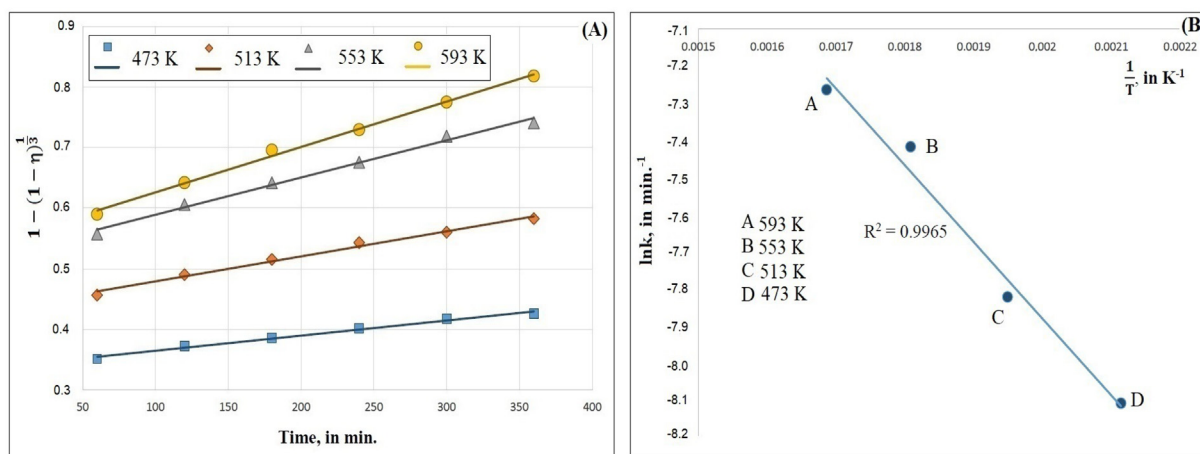 (A)
0.9
0.8
0.7
0.6
0.5
0.4
0.3
473 K 513 K 553 K 593 K
1 − (1 − η)^1/3
50 100 150 200 250 300 350 400
Time, in min.
(B)
-7.1
0.0015 0.0016 0.0017 0.0018 0.0019 0.002 0.0021 0.0022
1/T, in K-1
-7.2
-7.3
-7.4
-7.5
-7.6
-7.7
-7.8
-7.9
-8.0
-8.1
-8.2
lnk, in min.-1
A
B
C
D
R² = 0.9965
A 593 K
B 553 K
C 513 K
D 473 K